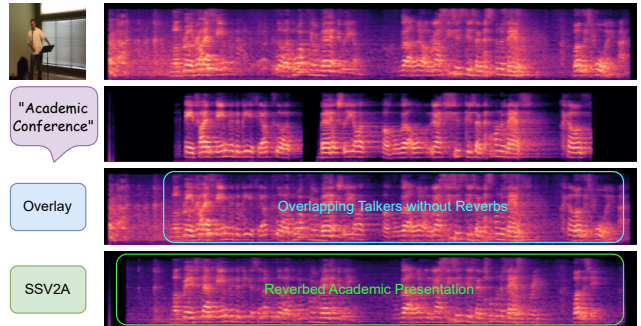 "Academic
Conference"
Overlay
Overlapping Talkers without Reverbs
SSV2A
Reverbed Academic Presentation